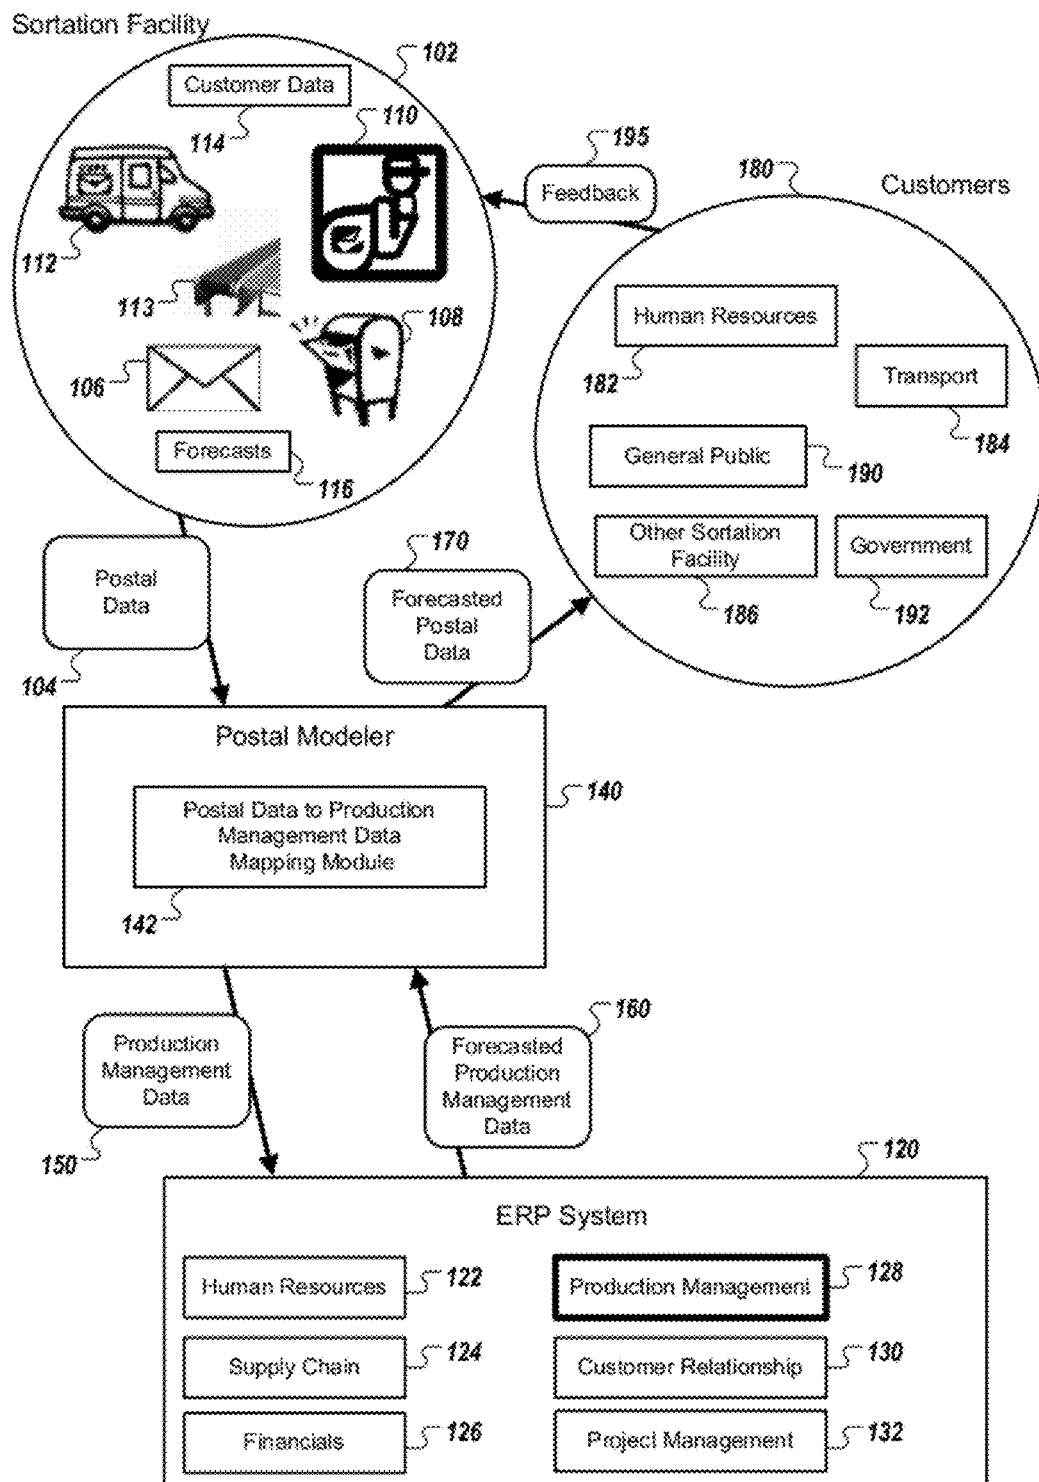 Sortation Facility
102
Customer Data
114
110
195
Feedback
180
Customers
112
113
108
106
Forecasts
116
Human Resources
182
Transport
184
General Public
190
Other Sortation
Facility
186
Government
192
Postal
Data
104
170
Forecasted
Postal
Data
Postal Modeler
140
Postal Data to Production
Management Data
Mapping Module
142
Production
Management
Data
150
160
Forecasted
Production
Management
Data
120
ERP System
Human Resources
122
Production Management
128
Supply Chain
124
Customer Relationship
130
Financials
126
Project Management
132